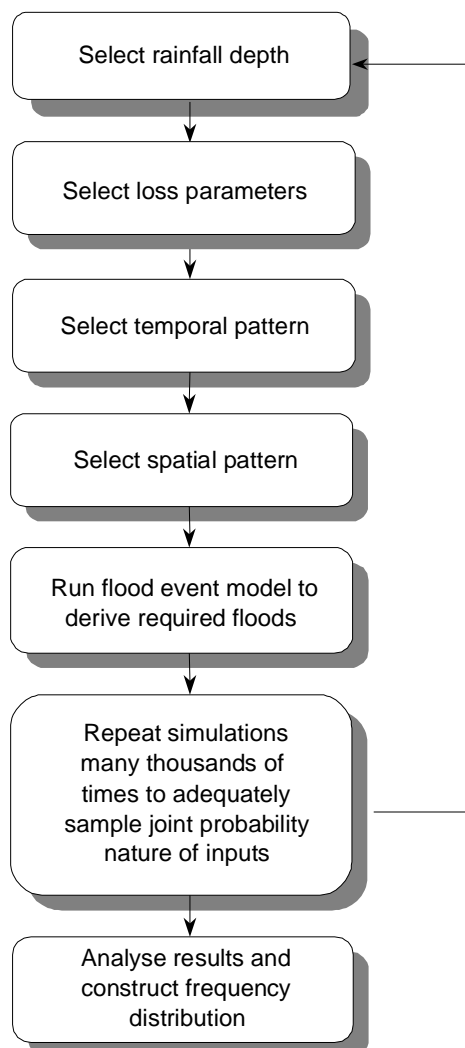 Select rainfall depth
Select loss parameters
Select temporal pattern
Select spatial pattern
Run flood event model to
derive required floods
Repeat simulations
many thousands of
times to adequately
sample joint probability
nature of inputs
Analyse results and
construct frequency
distribution